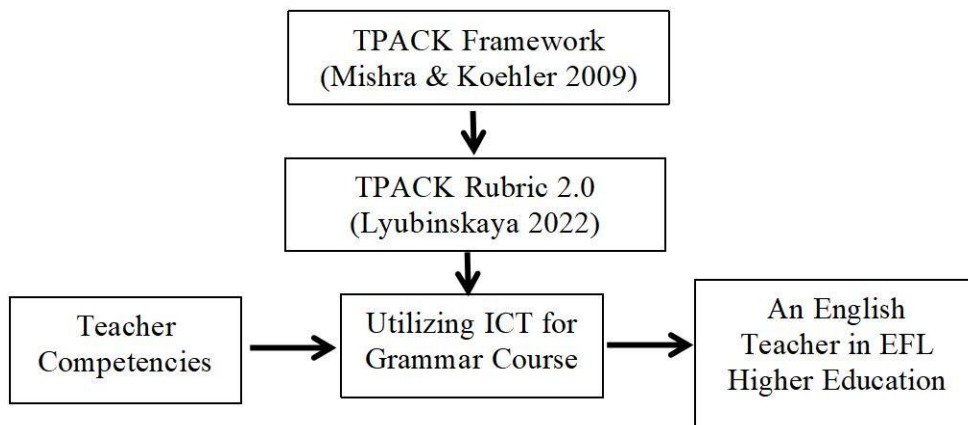 TPACK Framework
(Mishra & Koehler 2009)
TPACK Rubric 2.0
(Lyubinskaya 2022)
Teacher
Competencies
Utilizing ICT for
Grammar Course
An English
Teacher in EFL
Higher Education